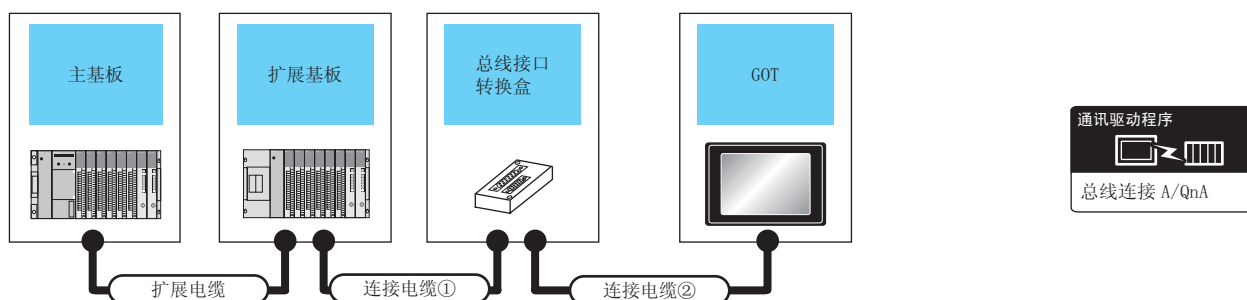 主基板
扩展基板
总线接口
转换盒
GOT
通讯驱动程序
总线连接 A/QnA
扩展电缆
连接电缆①
连接电缆②